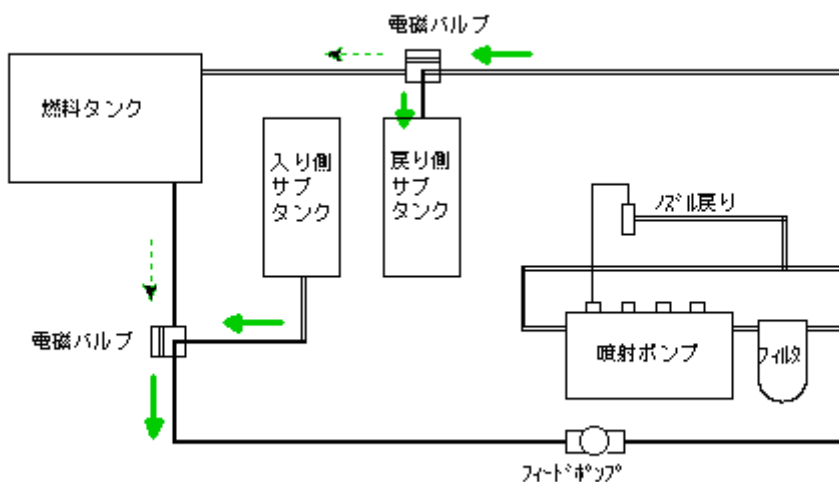 電磁バルブ
燃料タンク
入り側
サブ
タンク
戻り側
サブ
タンク
ﾉｽﾞﾙ戻り
電磁バルブ
噴射ポンプ
フィルタ
ﾌｨｰﾄﾞﾎﾟﾝﾌﾟ